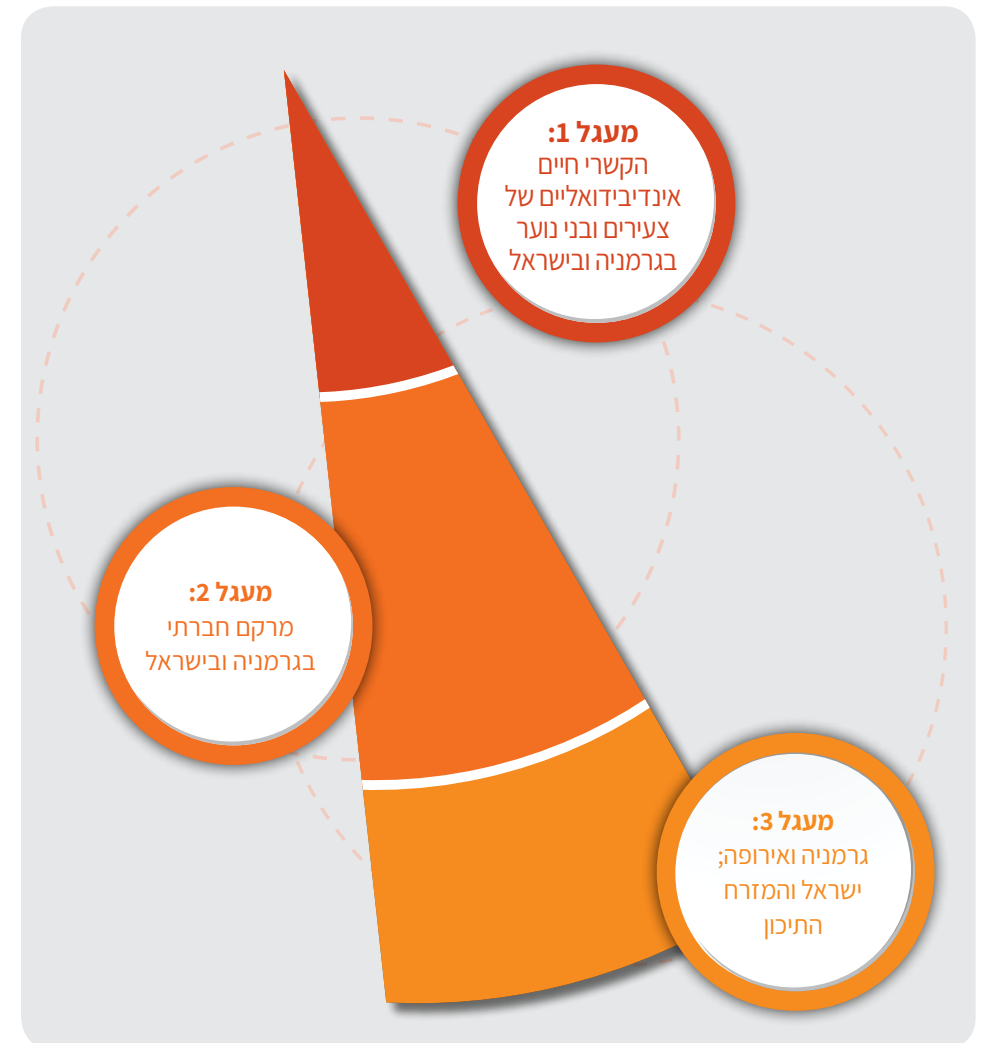 מעגל 1:
הקשרי חיים
אינדיבידואליים של
צעירים ובני נוער
בגרמניה ובישראל
מעגל 2:
מרקם חברתי
בגרמניה ובישראל
מעגל 3:
גרמניה ואירופה;
ישראל והמזרח
התיכון